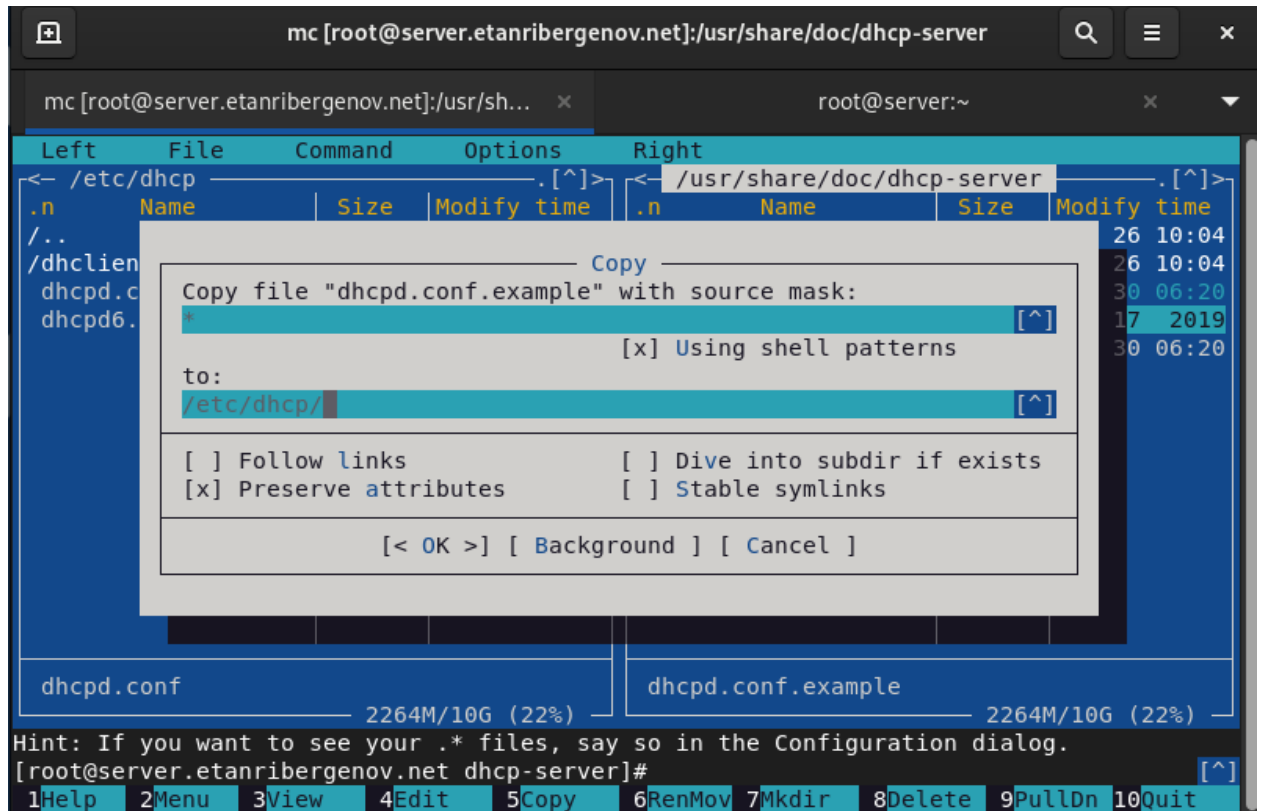 mc [root@server.etanribergenov.net]:/usr/share/doc/dhcp-server
mc [root@server.etanribergenov.net]:/usr/sh... × root@server:~ ×
Left File Command Options Right
<— /etc/dhcp .[^]> <— /usr/share/doc/dhcp-server .[^]>
.n Name Size Modify time .n Name Size Modify time
/.. 26 10:04
/dhclien 26 10:04
dhcpd.c 30 06:20
dhcpd6. 17 2019
30 06:20
Copy
Copy file "dhcpd.conf.example" with source mask:
* [^]
[x] Using shell patterns
to:
/etc/dhcp/ [^]
[ ] Follow links [ ] Dive into subdir if exists
[x] Preserve attributes [ ] Stable symlinks
[< OK >] [ Background ] [ Cancel ]
dhcpd.conf dhcpd.conf.example
2264M/10G (22%) 2264M/10G (22%)
Hint: If you want to see your .* files, say so in the Configuration dialog.
[root@server.etanribergenov.net dhcp-server]# [^]
1Help 2Menu 3View 4Edit 5Copy 6RenMov 7Mkdir 8Delete 9PullDn 10Quit